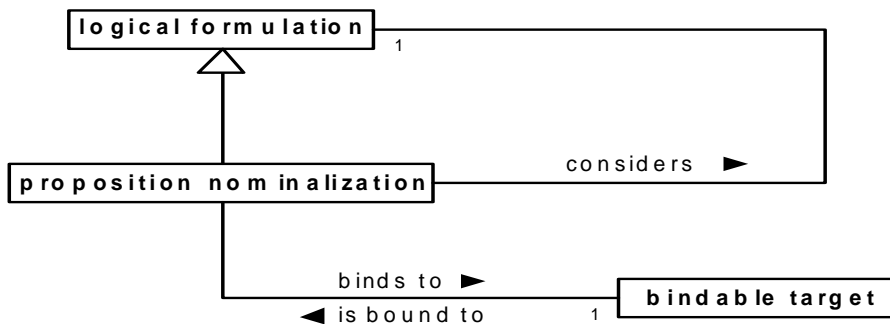 logical formulation
1
proposition nominalization
considers
binds to
is bound to
1
bindable target